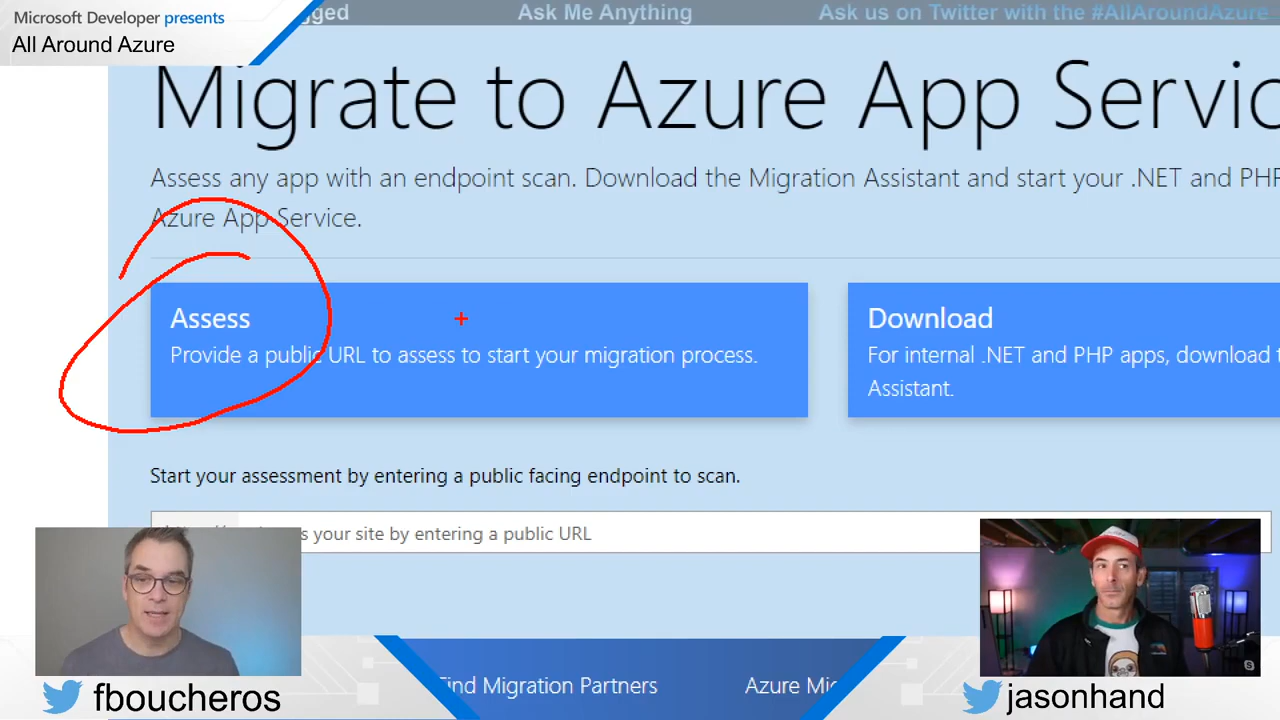 Microsoft Developer presents
All Around Azure
Ask Me Anything
Ask us on Twitter with the #AllAroundAzure
Migrate to Azure App Servic
Assess any app with an endpoint scan. Download the Migration Assistant and start your .NET and PHP
Azure App Service.
Assess
Provide a public URL to assess to start your migration process.
Download
For internal .NET and PHP apps, download t
Assistant.
Start your assessment by entering a public facing endpoint to scan.
your site by entering a public URL
Find Migration Partners
Azure Mig
fboucheros
jasonhand